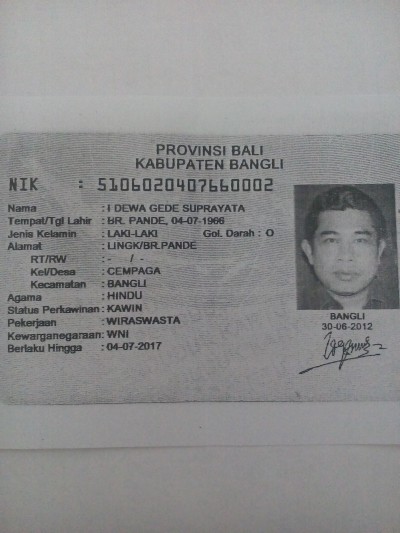 PROVINSI BALI
KABUPATEN BANGLI
NIK : 5106020407660002
Nama : I DEWA GEDE SUPRAYATA
Tempat/Tgl Lahir : BR. PANDE, 04-07-1966
Jenis Kelamin : LAKI-LAKI Gol. Darah : O
Alamat : LINGK/BR.PANDE
RT/RW : - / -
Kel/Desa : CEMPAGA
Kecamatan : BANGLI
Agama : HINDU
Status Perkawinan : KAWIN
Pekerjaan : WIRASWASTA
Kewarganegaraan: WNI
Berlaku Hingga : 04-07-2017
BANGLI
30-06-2012